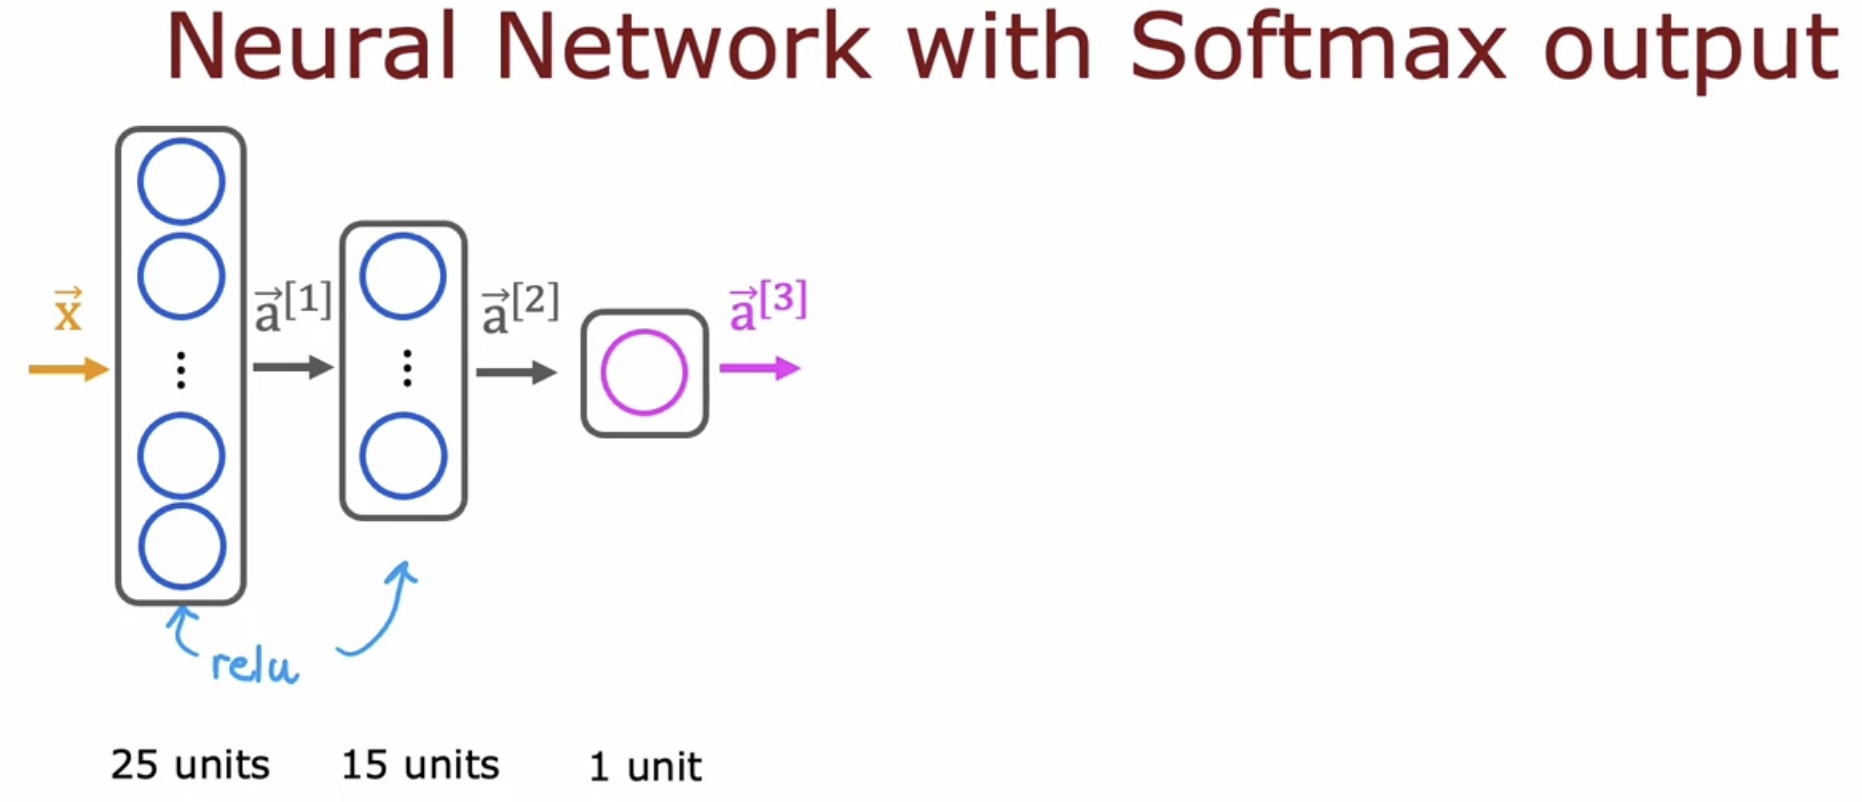 Neural Network with Softmax output
x⃗
a⃗[1]
a⃗[2]
a⃗[3]
relu
25 units
15 units
1 unit